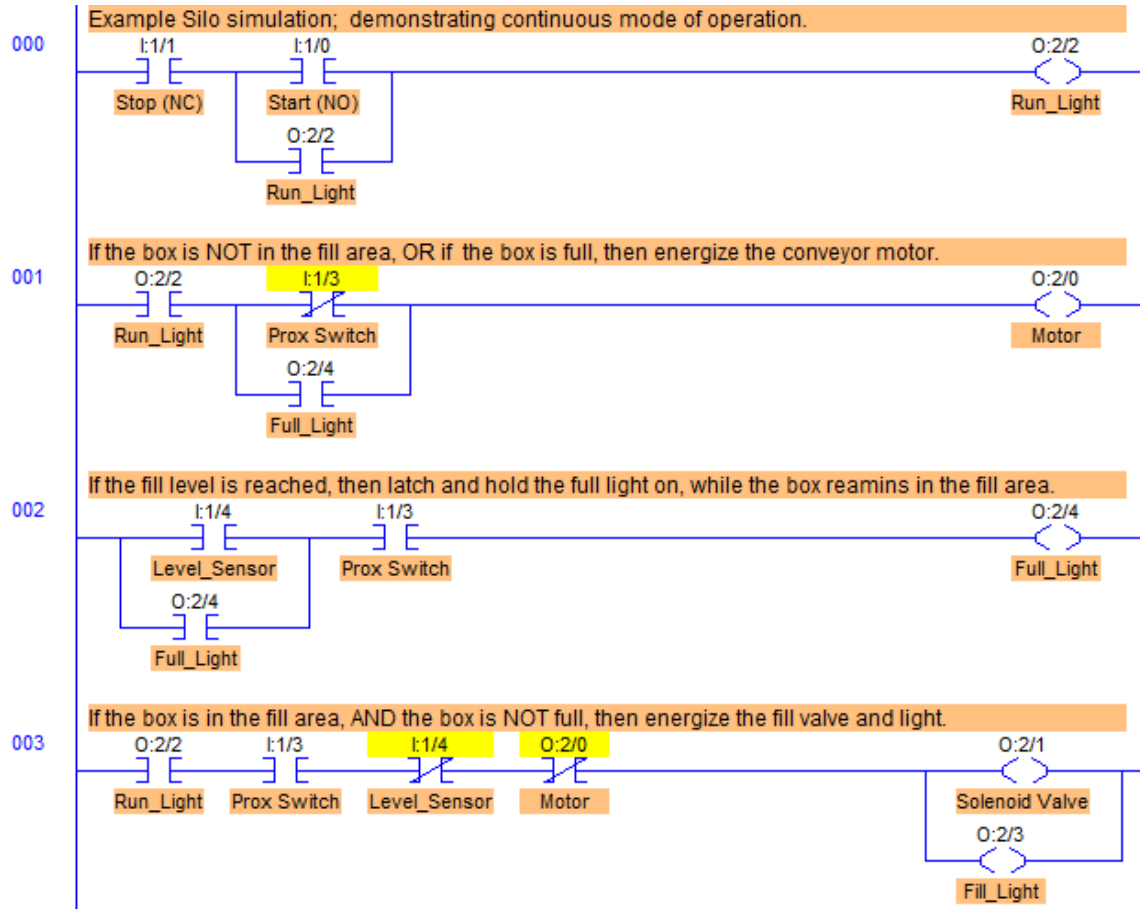 Example Silo simulation;  demonstrating continuous mode of operation.
000
I:1/1 I:1/0 O:2/2
Stop (NC) Start (NO) Run_Light
O:2/2
Run_Light
If the box is NOT in the fill area, OR if  the box is full, then energize the conveyor motor.
001
O:2/2 I:1/3 O:2/0
Run_Light Prox Switch Motor
O:2/4
Full_Light
If the fill level is reached, then latch and hold the full light on, while the box reamins in the fill area.
002
I:1/4 I:1/3 O:2/4
Level_Sensor Prox Switch Full_Light
O:2/4
Full_Light
If the box is in the fill area, AND the box is NOT full, then energize the fill valve and light.
003
O:2/2 I:1/3 I:1/4 O:2/0 O:2/1
Run_Light Prox Switch Level_Sensor Motor Solenoid Valve
O:2/3
Fill_Light